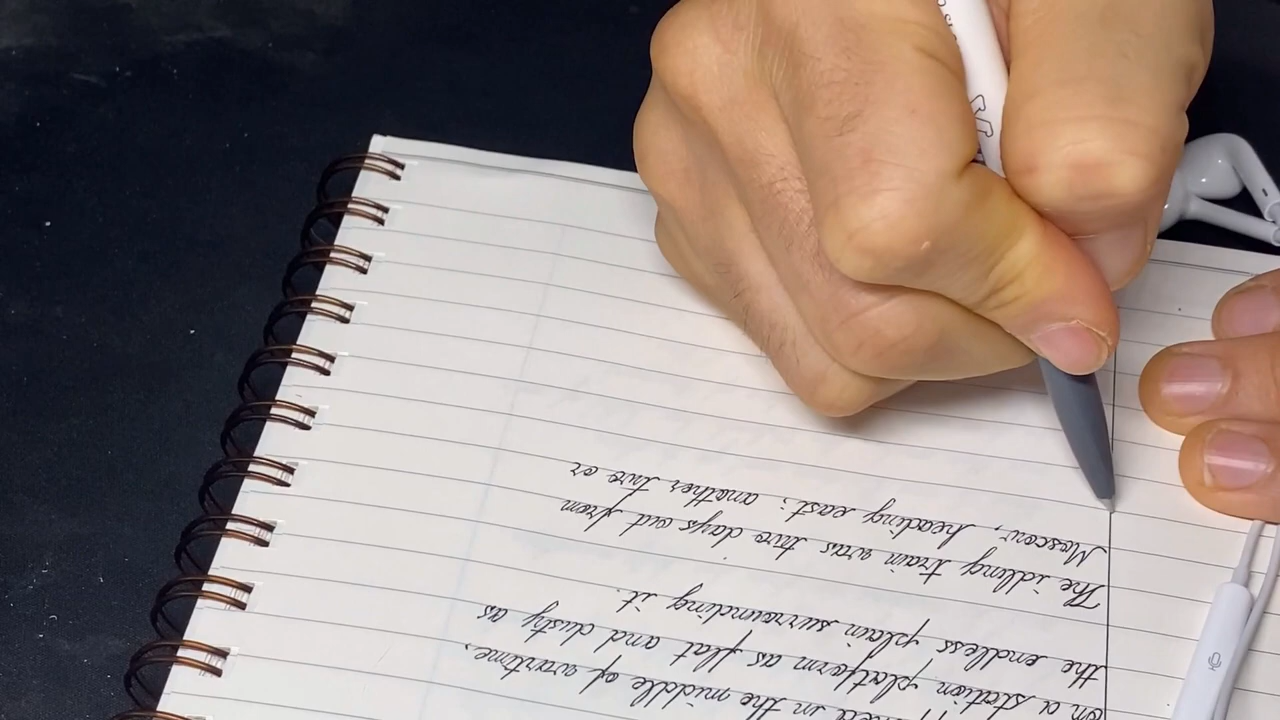 in the middle of wartime,
on a station platform as flat and dusty as
the endless plain surrounding it.
The idling train was two days out from
Moscow, heading east; another two or